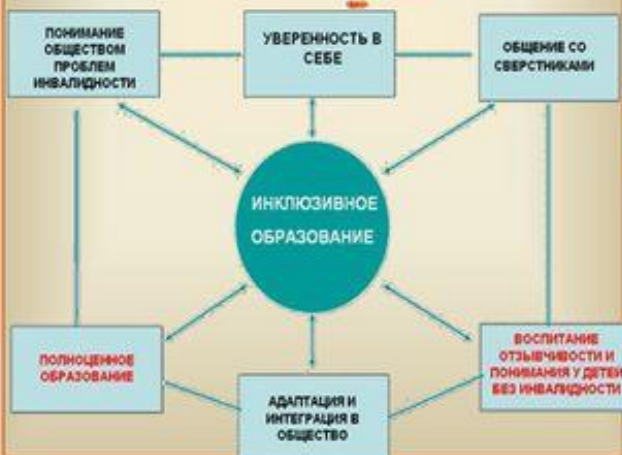 ПОНИМАНИЕ
ОБЩЕСТВОМ
ПРОБЛЕМ
ИНВАЛИДНОСТИ
УВЕРЕННОСТЬ В
СЕБЕ
ОБЩЕНИЕ СО
СВЕРСТНИКАМИ
ИНКЛЮЗИВНОЕ
ОБРАЗОВАНИЕ
ПОЛНОЦЕННОЕ
ОБРАЗОВАНИЕ
АДАПТАЦИЯ И
ИНТЕГРАЦИЯ В
ОБЩЕСТВО
ВОСПИТАНИЕ
ОТЗЫВЧИВОСТИ И
ПОНИМАНИЯ У ДЕТЕЙ
БЕЗ ИНВАЛИДНОСТИ